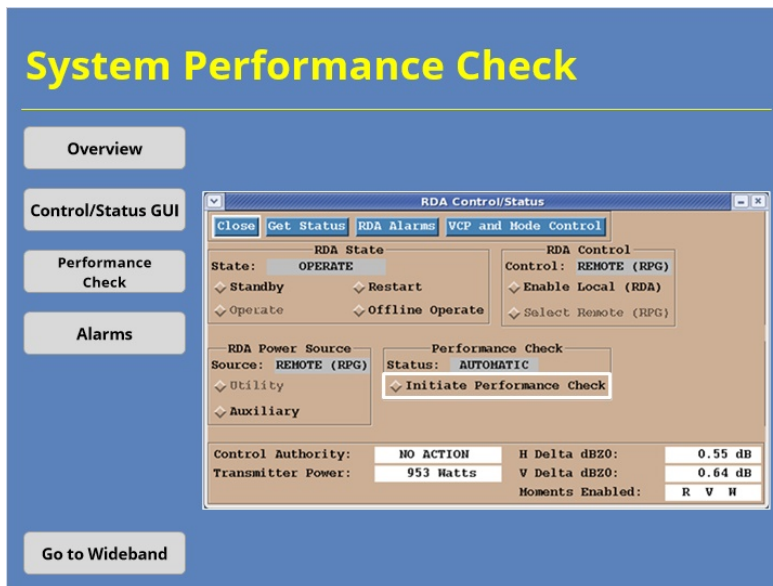 System Performance Check
Overview
Control/Status GUI
Performance
Check
Alarms
Go to Wideband
RDA Control/Status
Close Get Status RDA Alarms VCP and Mode Control
RDA State
State: OPERATE
Standby Restart
Operate Offline Operate
RDA Control
Control: REMOTE (RPG)
Enable Local (RDA)
Select Remote (RPG)
RDA Power Source
Source: REMOTE (RPG)
Utility
Auxiliary
Performance Check
Status: AUTOMATIC
Initiate Performance Check
Control Authority: NO ACTION
Transmitter Power: 953 Watts
H Delta dBZ0: 0.55 dB
V Delta dBZ0: 0.64 dB
Moments Enabled: R V W